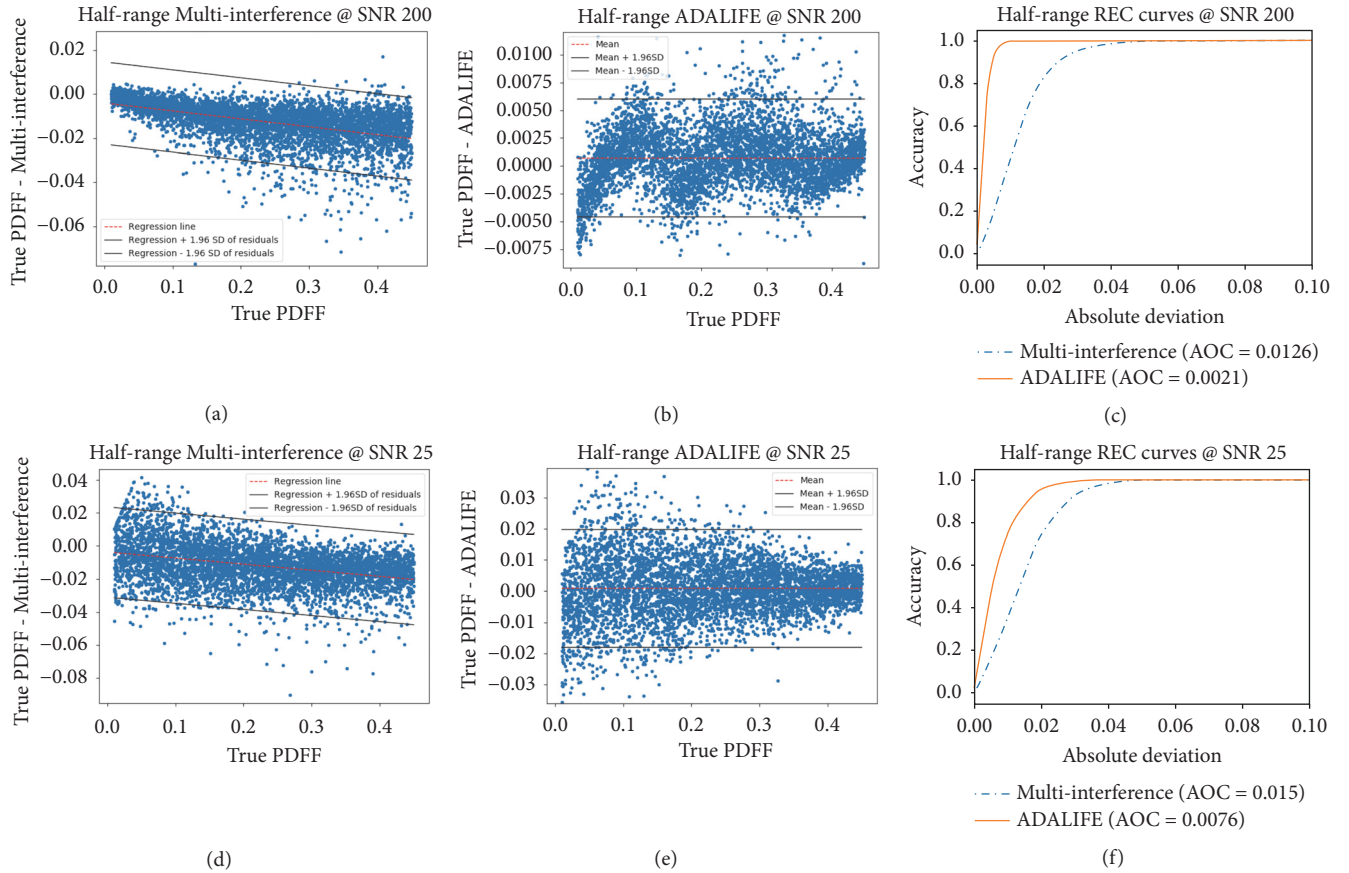 Half-range Multi-interference @ SNR 200
True PDFF - Multi-interference
0.02
0.00
−0.02
−0.04
−0.06
Regression line
Regression + 1.96 SD of residuals
Regression - 1.96 SD of residuals
0.0 0.1 0.2 0.3 0.4
True PDFF
(a)
Half-range ADALIFE @ SNR 200
True PDFF - ADALIFE
0.0100
0.0075
0.0050
0.0025
0.0000
−0.0025
−0.0050
−0.0075
Mean
Mean + 1.96SD
Mean - 1.96SD
0.0 0.1 0.2 0.3 0.4
True PDFF
(b)
Half-range REC curves @ SNR 200
Accuracy
1.0
0.8
0.6
0.4
0.2
0.0
0.00 0.02 0.04 0.06 0.08 0.10
Absolute deviation
Multi-interference (AOC = 0.0126)
ADALIFE (AOC = 0.0021)
(c)
Half-range Multi-interference @ SNR 25
True PDFF - Multi-interference
0.04
0.02
−0.00
−0.02
−0.04
−0.06
−0.08
Regression line
Regression + 1.96SD of residuals
Regression - 1.96SD of residuals
0.0 0.1 0.2 0.3 0.4
True PDFF
(d)
Half-range ADALIFE @ SNR 25
True PDFF - ADALIFE
0.03
0.02
0.01
0.00
−0.01
−0.02
−0.03
Mean
Mean + 1.96SD
Mean - 1.96SD
0.0 0.1 0.2 0.3 0.4
True PDFF
(e)
Half-range REC curves @ SNR 25
Accuracy
1.0
0.8
0.6
0.4
0.2
0.0
0.00 0.02 0.04 0.06 0.08 0.10
Absolute deviation
Multi-interference (AOC = 0.015)
ADALIFE (AOC = 0.0076)
(f)